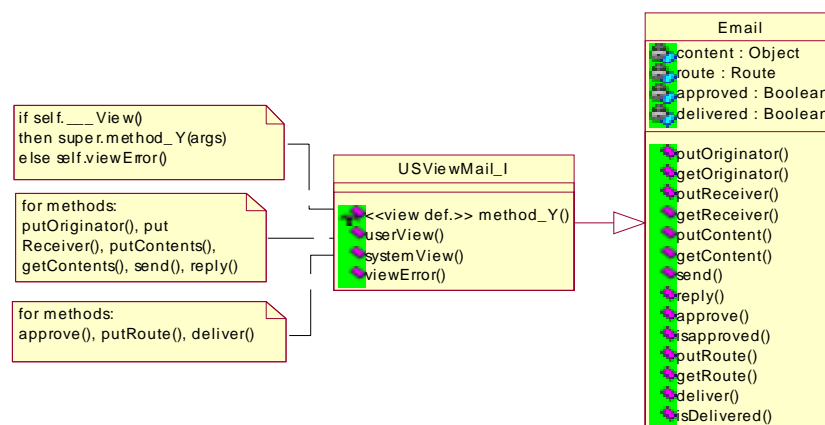 if self.___View()
then super.method_Y(args)
else self.viewError()
for methods:
putOriginator(), put
Receiver(), putContents(),
getContents(), send(), reply()
for methods:
approve(), putRoute(), deliver()
USViewMail_I
<<view def.>> method_Y()
userView()
systemView()
viewError()
Email
content : Object
route : Route
approved : Boolean
delivered : Boolean
putOriginator()
getOriginator()
putReceiver()
getReceiver()
putContent()
getContent()
send()
reply()
approve()
isapproved()
putRoute()
getRoute()
deliver()
isDelivered()